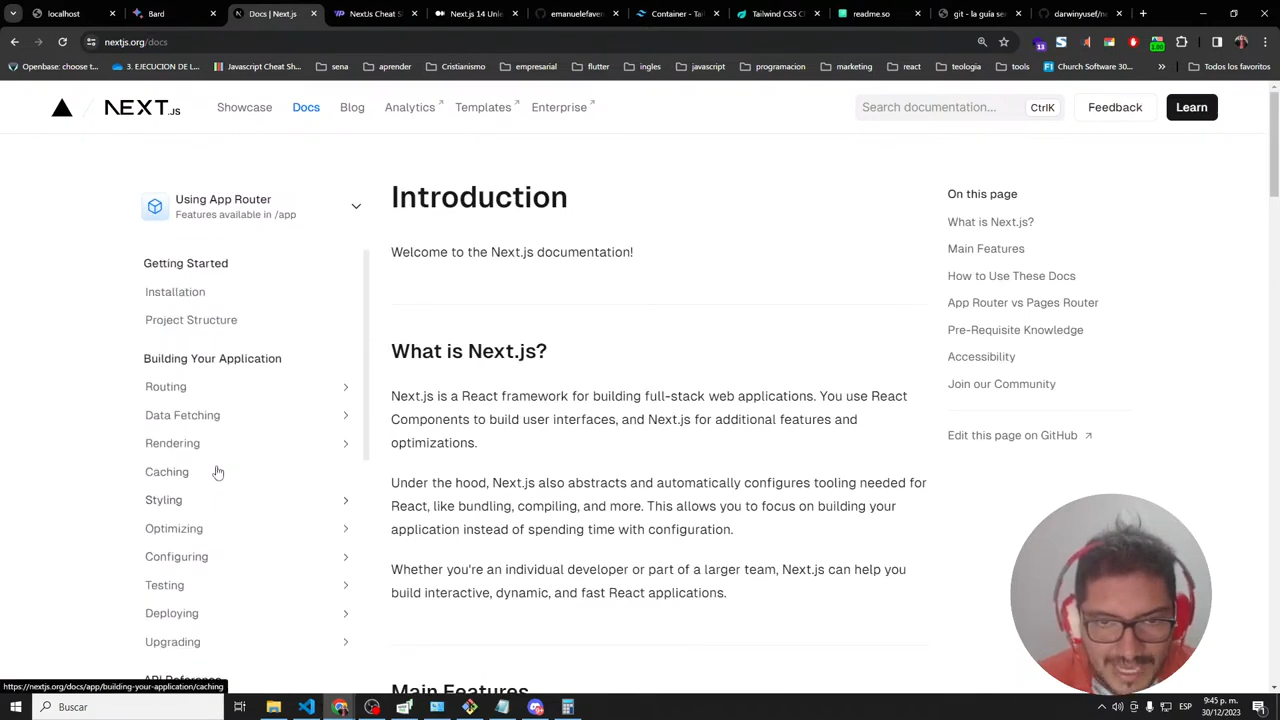 localhost
Bard
Docs | Next.js
NextUs Cheat S
Next.js 14 Unle
emanuelefaver
Container - Tai
Tailwind CSS C
readme.so
git - la guía se
darwinyusef/ne
nextjs.org/docs
13
1.00
Openbase: choose t...
3. EJECUCION DE L...
Javascript Cheat Sh...
sena
aprender
Cristianismo
empresarial
flutter
ingles
javascript
programacion
marketing
react
teologia
tools
Church Software 30...
»
Todos los favoritos
NEXT.JS
Showcase
Docs
Blog
Analytics
Templates
Enterprise
Search documentation...
CtrlK
Feedback
Learn
Using App Router
Features available in /app
Getting Started
Installation
Project Structure
Building Your Application
Routing
Data Fetching
Rendering
Caching
Styling
Optimizing
Configuring
Testing
Deploying
Upgrading
API Reference
Introduction
Welcome to the Next.js documentation!
What is Next.js?
Next.js is a React framework for building full-stack web applications. You use React
Components to build user interfaces, and Next.js for additional features and
optimizations.
Under the hood, Next.js also abstracts and automatically configures tooling needed for
React, like bundling, compiling, and more. This allows you to focus on building your
application instead of spending time with configuration.
Whether you're an individual developer or part of a larger team, Next.js can help you
build interactive, dynamic, and fast React applications.
Main Features
On this page
What is Next.js?
Main Features
How to Use These Docs
App Router vs Pages Router
Pre-Requisite Knowledge
Accessibility
Join our Community
Edit this page on GitHub
https://nextjs.org/docs/app/building-your-application/caching
Buscar
ESP
9:45 p. m.
30/12/2023